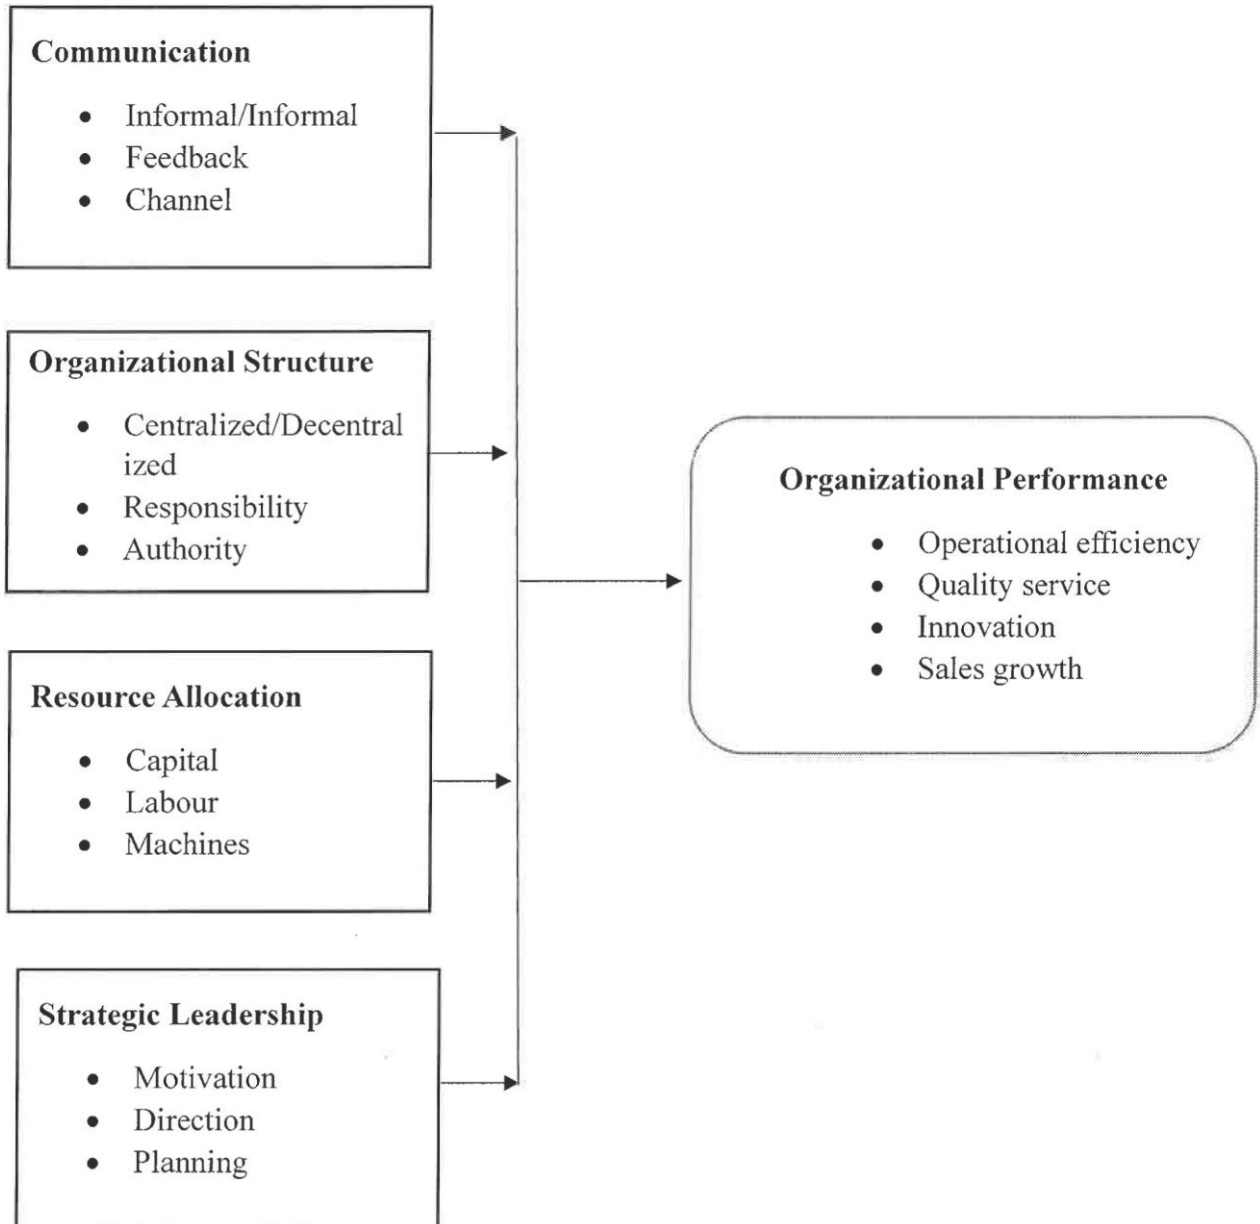 Communication
• Informal/Informal
• Feedback
• Channel
Organizational Structure
• Centralized/Decentral
ized
• Responsibility
• Authority
Resource Allocation
• Capital
• Labour
• Machines
Strategic Leadership
• Motivation
• Direction
• Planning
Organizational Performance
• Operational efficiency
• Quality service
• Innovation
• Sales growth